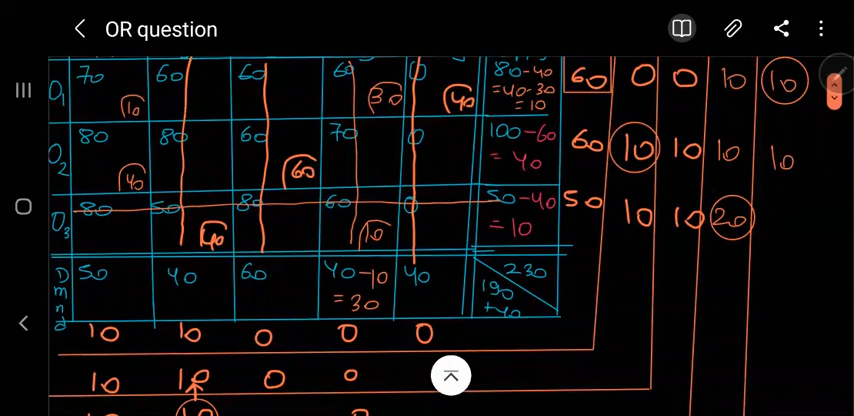 OR question
O1 70 60 60 60 0 80-40 60 0 0 10 10
10 30 40 =40-30
=10
O2 80 80 60 70 0 100-60 60 10 10 10 10
40 60 =40
O3 80 50 80 60 0 50-40 50 10 10 20
40 10 =10
Dmnd 50 40 60 40-10 40 230
=30 190
+40
10 10 0 0 0
10 10 0 0